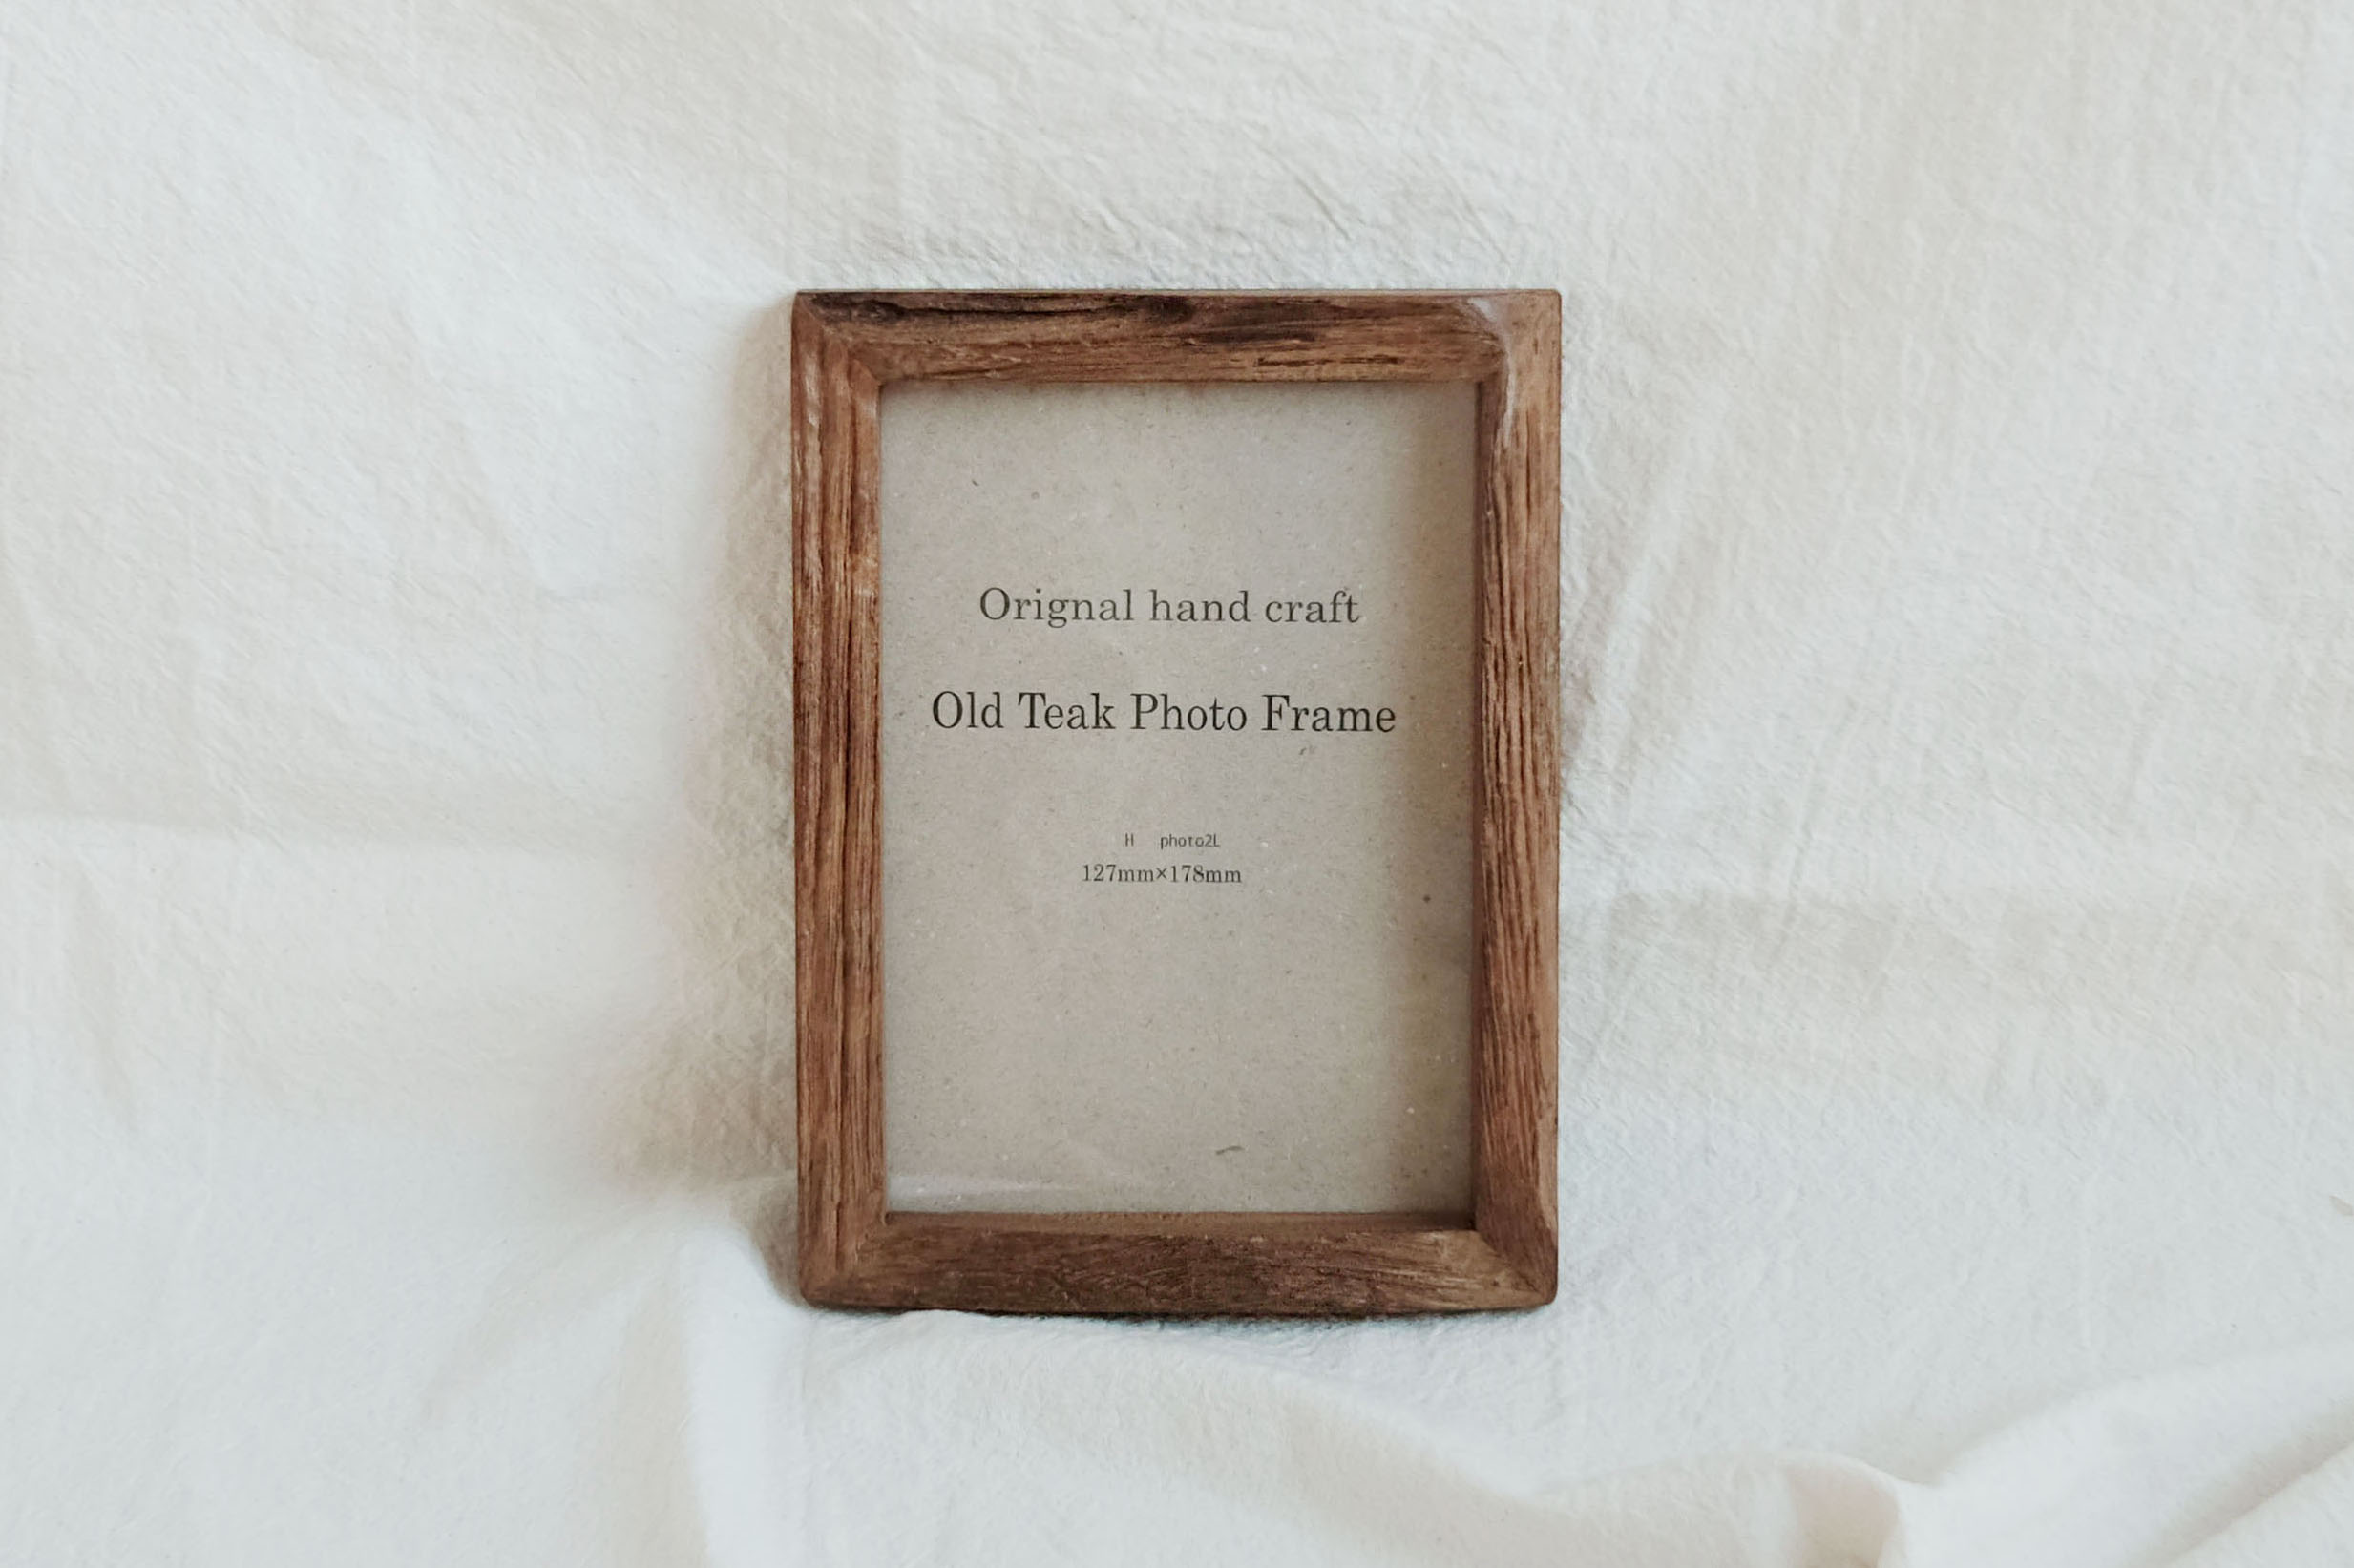 Orignal hand craft
Old Teak Photo Frame
H photo2L
127mm×178mm